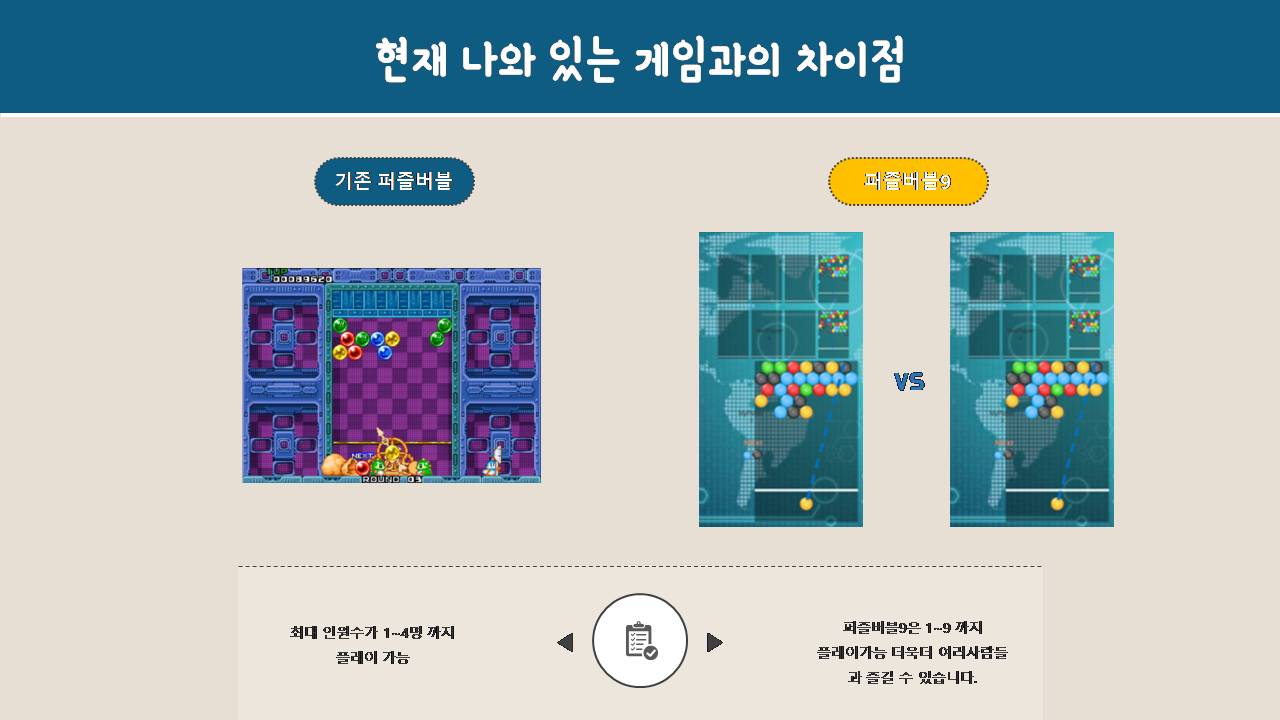 현재 나와 있는 게임과의 차이점
기존 퍼즐버블
퍼즐버블9
1UP
00039620
NEXT
ROUND 03
VS
최대 인원수가 1~4명 까지
플레이 가능
퍼즐버블9은 1~9 까지
플레이가능 더욱더 여러사람들
과 즐길 수 있습니다.